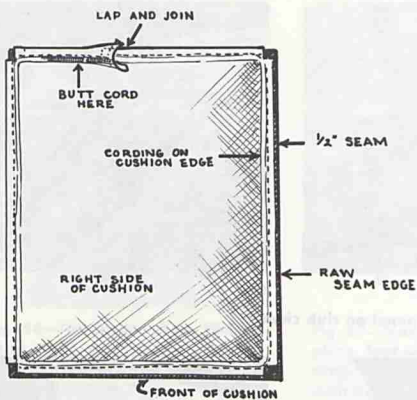 LAP AND JOIN
BUTT CORD
HERE
CORDING ON
CUSHION EDGE
1/2" SEAM
RIGHT SIDE
OF CUSHION
RAW
SEAM EDGE
FRONT OF CUSHION